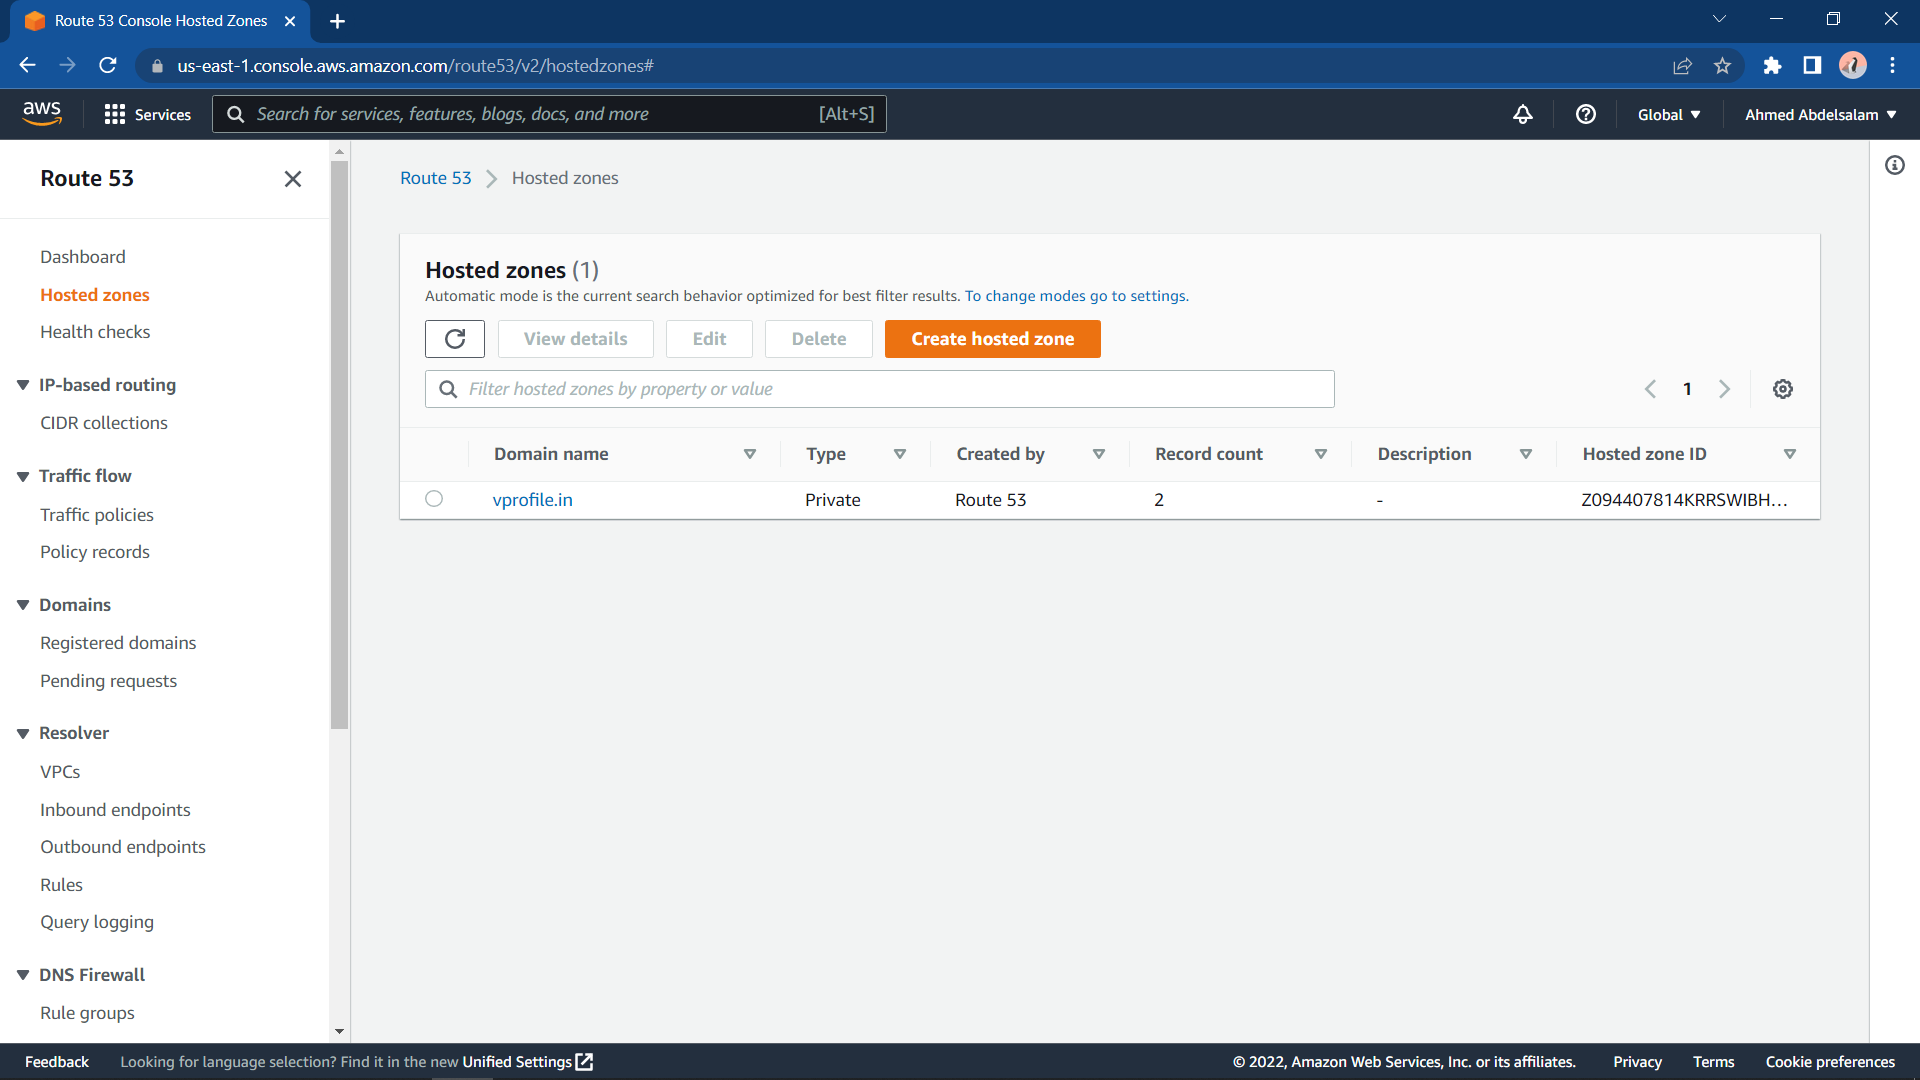 Route 53 Console Hosted Zones
us-east-1.console.aws.amazon.com/route53/v2/hostedzones#
aws
Services
Search for services, features, blogs, docs, and more [Alt+S]
Global
Ahmed Abdelsalam
Route 53
Dashboard
Hosted zones
Health checks
IP-based routing
CIDR collections
Traffic flow
Traffic policies
Policy records
Domains
Registered domains
Pending requests
Resolver
VPCs
Inbound endpoints
Outbound endpoints
Rules
Query logging
DNS Firewall
Rule groups
Route 53 Hosted zones
Hosted zones (1)
Automatic mode is the current search behavior optimized for best filter results. To change modes go to settings.
View details Edit Delete Create hosted zone
Filter hosted zones by property or value
1
Domain name Type Created by Record count Description Hosted zone ID
vprofile.in Private Route 53 2 - Z094407814KRRSWIBH...
Feedback Looking for language selection? Find it in the new Unified Settings
© 2022, Amazon Web Services, Inc. or its affiliates. Privacy Terms Cookie preferences